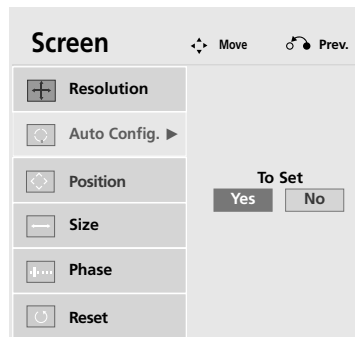 Screen
Move
Prev.
Resolution
Auto Config. ►
Position
Size
Phase
Reset
To Set
Yes No